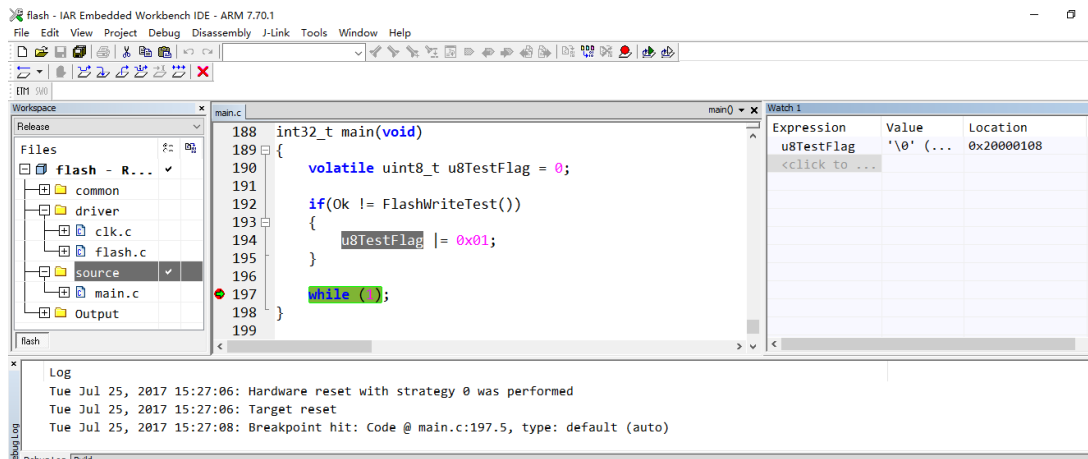 flash - IAR Embedded Workbench IDE - ARM 7.70.1
File Edit View Project Debug Disassembly J-Link Tools Window Help
ETM SWO
Workspace
Release
Files
flash - R...
common
driver
clk.c
flash.c
source
main.c
Output
flash
main.c
main()
188 int32_t main(void)
189 {
190 volatile uint8_t u8TestFlag = 0;
191
192 if(Ok != FlashWriteTest())
193 {
194 u8TestFlag |= 0x01;
195 }
196
197 while (1);
198 }
199
Watch 1
Expression Value Location
u8TestFlag '\0' (... 0x20000108
<click to ...
Log
Tue Jul 25, 2017 15:27:06: Hardware reset with strategy 0 was performed
Tue Jul 25, 2017 15:27:06: Target reset
Tue Jul 25, 2017 15:27:08: Breakpoint hit: Code @ main.c:197.5, type: default (auto)
Debug Log Build